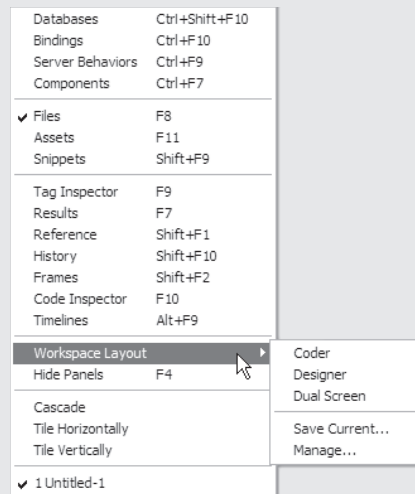 Databases Ctrl+Shift+F10
Bindings Ctrl+F10
Server Behaviors Ctrl+F9
Components Ctrl+F7
Files F8
Assets F11
Snippets Shift+F9
Tag Inspector F9
Results F7
Reference Shift+F1
History Shift+F10
Frames Shift+F2
Code Inspector F10
Timelines Alt+F9
Workspace Layout
Hide Panels F4
Cascade
Tile Horizontally
Tile Vertically
1 Untitled-1
Coder
Designer
Dual Screen
Save Current...
Manage...